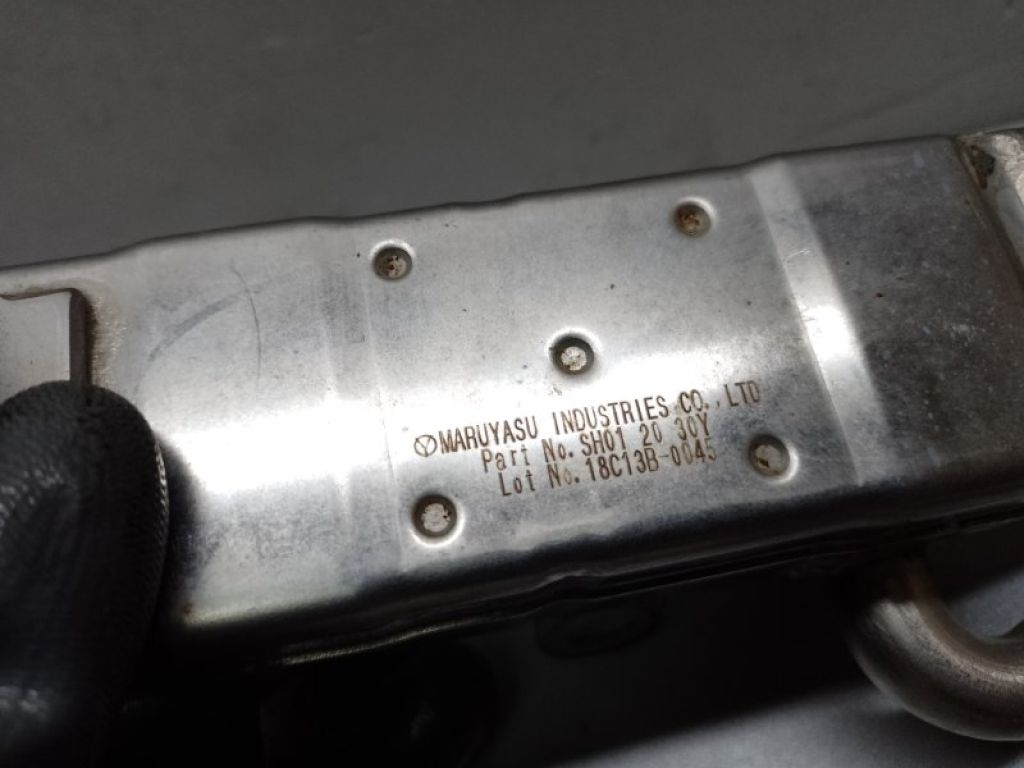 MARUYASU INDUSTRIES CO., LTD
Part No. SH01 20 30Y
Lot No. 18C13B-0045